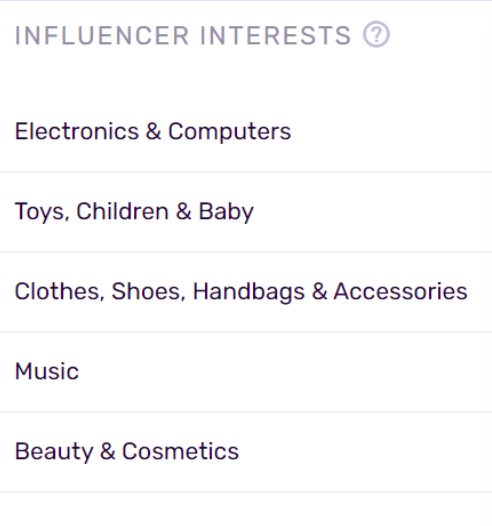 INFLUENCER INTERESTS ?
Electronics & Computers
Toys, Children & Baby
Clothes, Shoes, Handbags & Accessories
Music
Beauty & Cosmetics